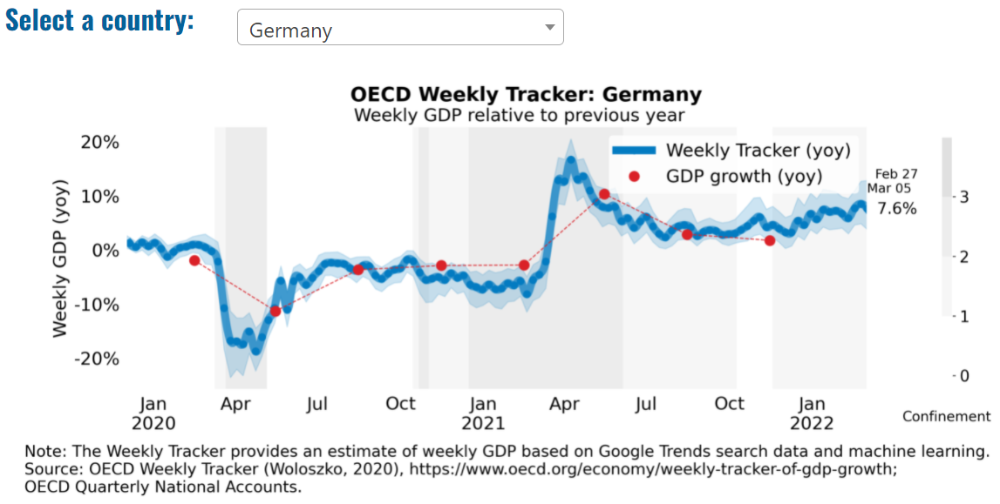 Select a country:
Germany
OECD Weekly Tracker: Germany
Weekly GDP relative to previous year
Weekly GDP (yoy)
20%
10%
0%
-10%
-20%
Weekly Tracker (yoy)
GDP growth (yoy)
Feb 27
Mar 05
7.6%
3
2
1
0
Confinement
Jan Apr Jul Oct Jan Apr Jul Oct Jan
2020 2021 2022
Note: The Weekly Tracker provides an estimate of weekly GDP based on Google Trends search data and machine learning.
Source: OECD Weekly Tracker (Woloszko, 2020), https://www.oecd.org/economy/weekly-tracker-of-gdp-growth;
OECD Quarterly National Accounts.